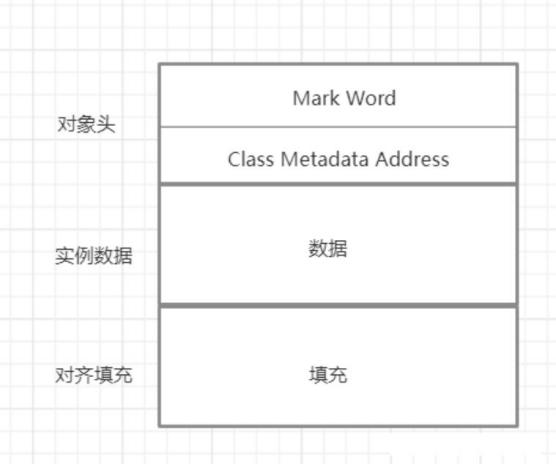 Mark Word
对象头
Class Metadata Address
实例数据
数据
对齐填充
填充